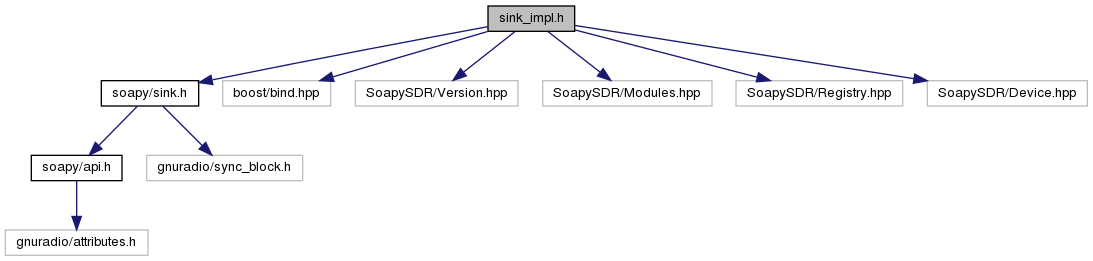 sink_impl.h
soapy/sink.h
boost/bind.hpp
SoapySDR/Version.hpp
SoapySDR/Modules.hpp
SoapySDR/Registry.hpp
SoapySDR/Device.hpp
soapy/api.h
gnuradio/sync_block.h
gnuradio/attributes.h